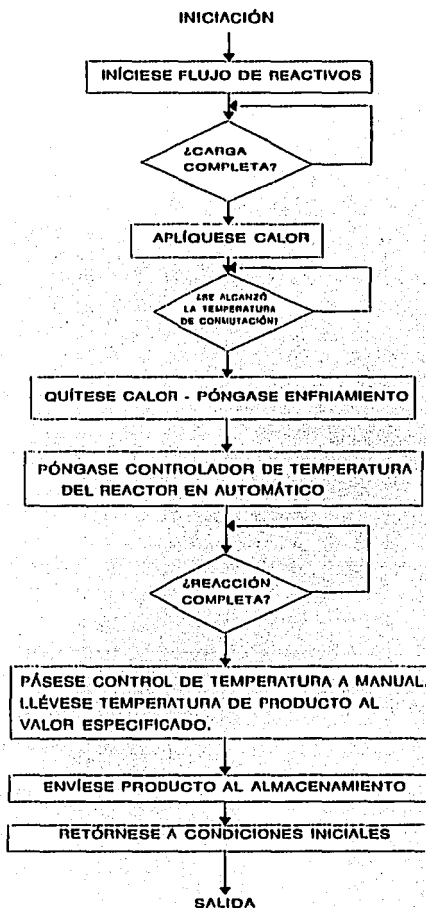 INICIACIÓN
INÍCIESE FLUJO DE REACTIVOS
¿CARGA
COMPLETA?
APLÍQUESE CALOR
¿SE ALCANZÓ
LA TEMPERATURA
DE CONMUTACIÓN?
QUÍTESE CALOR - PÓNGASE ENFRIAMIENTO
PÓNGASE CONTROLADOR DE TEMPERATURA
DEL REACTOR EN AUTOMÁTICO
¿REACCIÓN
COMPLETA?
PÁSESE CONTROL DE TEMPERATURA A MANUAL.
LLÉVESE TEMPERATURA DE PRODUCTO AL
VALOR ESPECIFICADO.
ENVÍESE PRODUCTO AL ALMACENAMIENTO
RETÓRNESE A CONDICIONES INICIALES
SALIDA